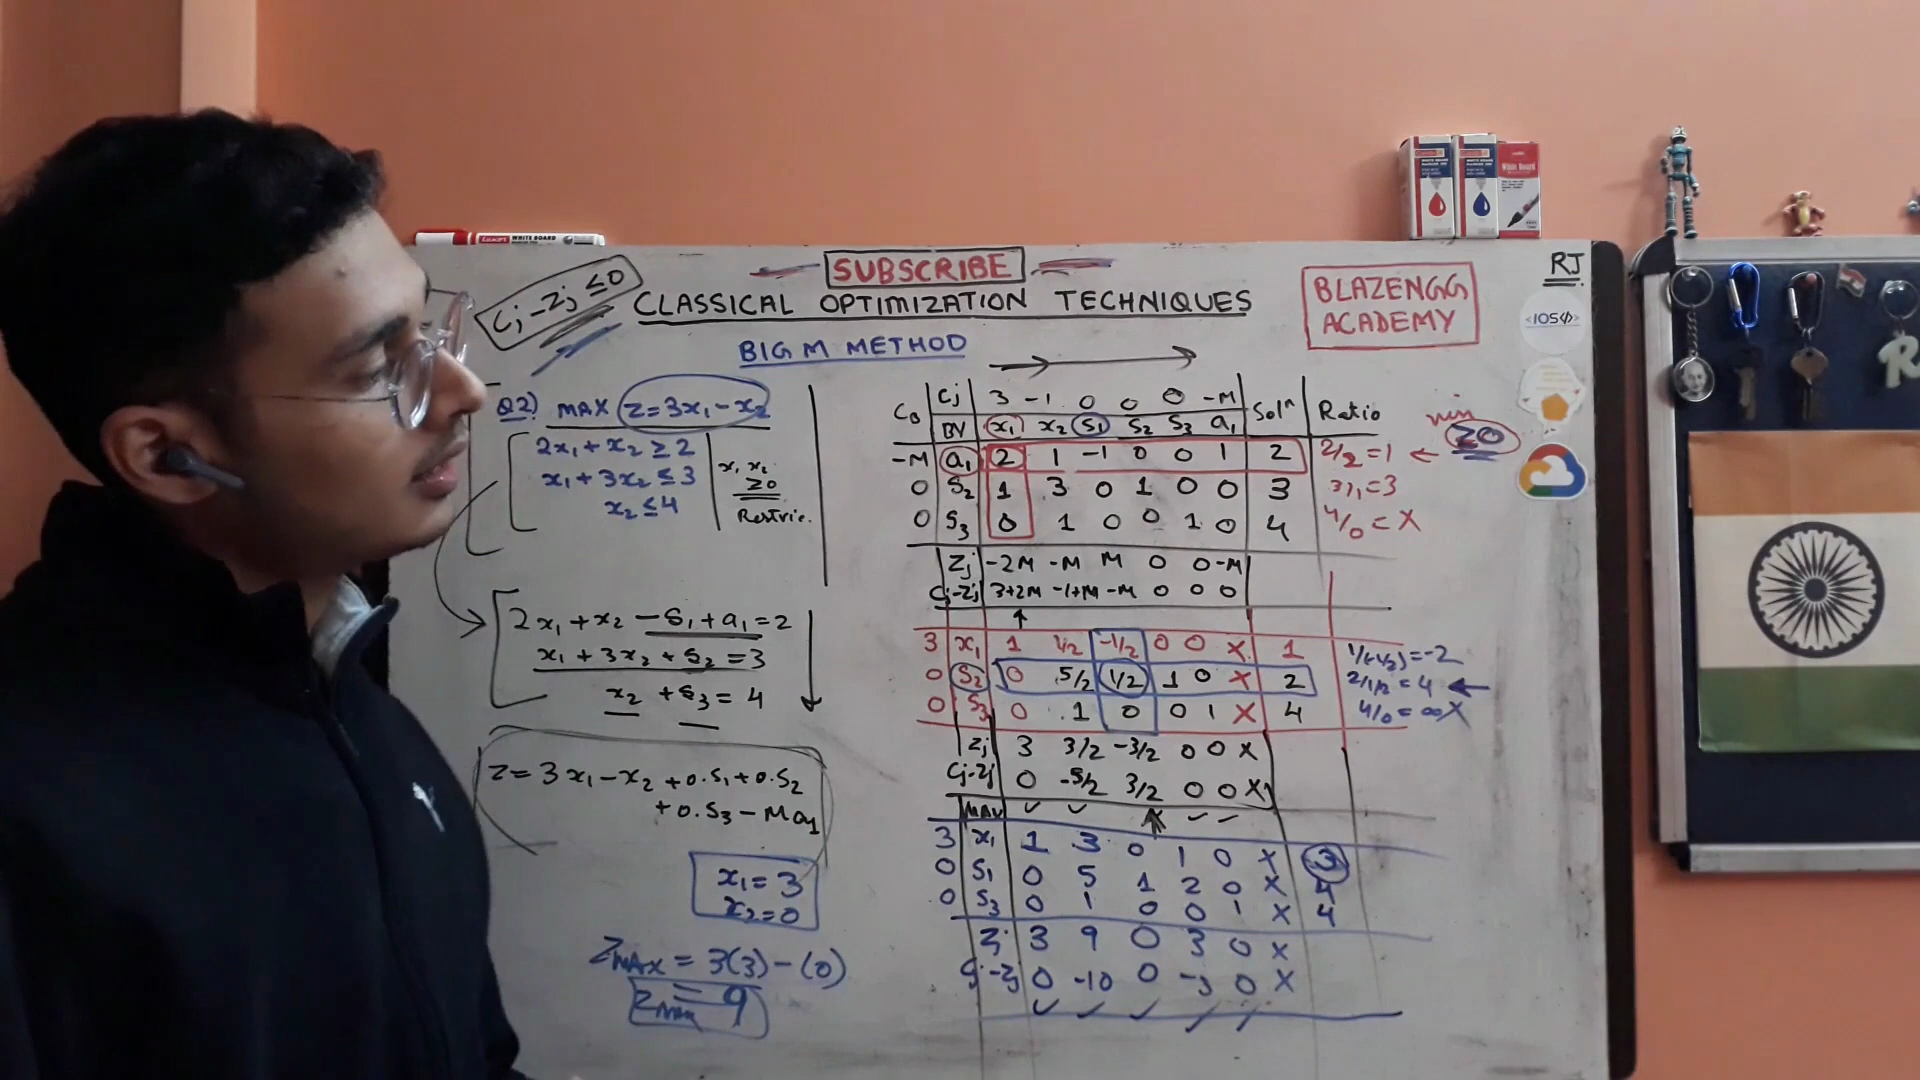 SUBSCRIBE
RJ
Cj-Zj ≤0
CLASSICAL OPTIMIZATION TECHNIQUES
BLAZENGG
ACADEMY
<IOS
BIG M METHOD
Luxor WHITE BOARD
Q2) MAX Z=3x₁-x₂
2x₁+x₂ ≥ 2
x₁+3x₂ ≤ 3
x₂ ≤ 4
x₁ x₂
≥0
Restric.
2x₁+x₂ -S₁+a₁=2
x₁+3x₂+S₂=3
x₂ +S₃=4
Z=3x₁-x₂+0.S₁+0.S₂
+0.S₃-Ma₁
x₁=3
x₂=0
ZMAX = 3(3)-(0)
ZMAX = 9
Cj 3 -1 0 0 0 -M
CB BV x₁ x₂ S₁ S₂ S₃ a₁ Solⁿ Ratio
min
≥0
-M a₁ 2 1 -1 0 0 1 2 2/2=1 ←
0 S₂ 1 3 0 1 0 0 3 3/1=3
0 S₃ 0 1 0 0 1 0 4 4/0=X
Zj -2M -M M 0 0 -M
Cj-Zj 3+2M -1+M -M 0 0 0
3 x₁ 1 1/2 -1/2 0 0 X 1 1/(-1/2)=-2
0 S₂ 0 5/2 1/2 1 0 X 2 2/1/2=4 ←
0 S₃ 0 1 0 0 1 X 4 4/0=∞X
Zj 3 3/2 -3/2 0 0 X
Cj-Zj 0 -5/2 3/2 0 0 X
MAX ✓ ✓ ✓ ✓
3 x₁ 1 3 0 1 0 X 3
0 S₁ 0 5 1 2 0 X 4
0 S₃ 0 1 0 0 1 X 4
Zj 3 9 0 3 0 X
Cj-Zj 0 -10 0 -3 0 X
✓ ✓ ✓ ✓ ✓